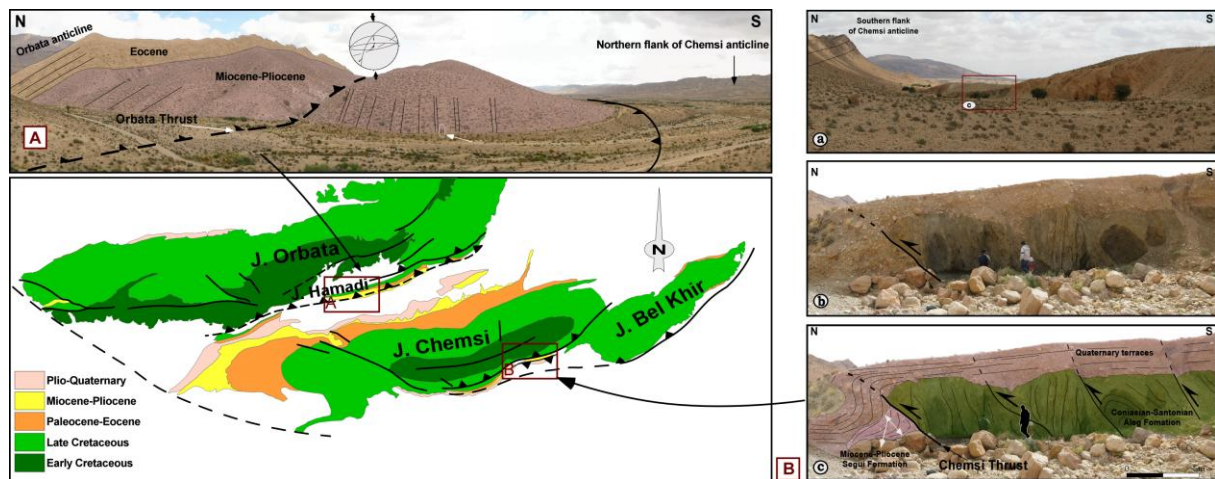 N
S
Orbata anticline
Eocene
Miocene-Pliocene
Northern flank of Chemsi anticline
Orbata Thrust
A
J. Orbata
J. Hamadi
A
N
J. Chemsi
J. Bel Khir
B
Plio-Quaternary
Miocene-Pliocene
Paleocene-Eocene
Late Cretaceous
Early Cretaceous
B
N
S
Southern flank
of Chemsi anticline
c
a
N
S
b
N
S
Quaternary terraces
Coniasian-Santonian
Aleg Fomation
Miocene-Pliocene
Segui Formation
Chemsi Thrust
c